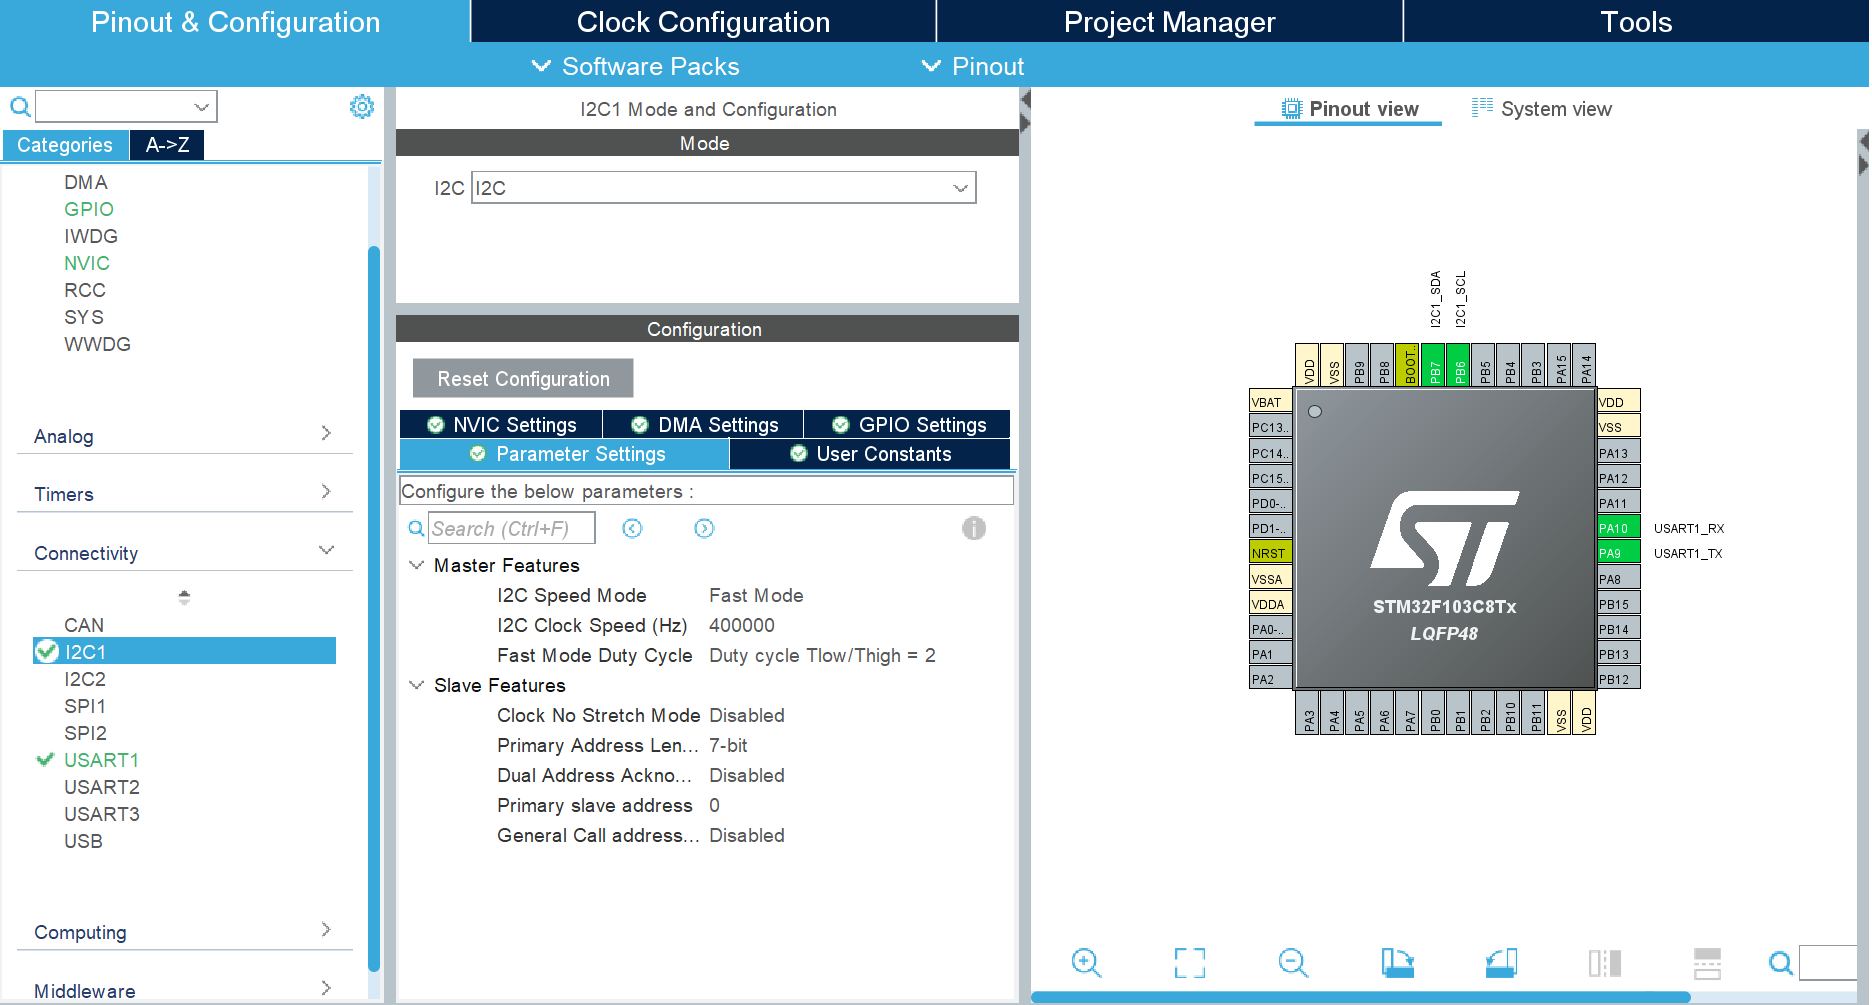 Pinout & Configuration
Clock Configuration
Project Manager
Tools
Software Packs
Pinout
Categories
A->Z
DMA
GPIO
IWDG
NVIC
RCC
SYS
WWDG
Analog
Timers
Connectivity
CAN
I2C1
I2C2
SPI1
SPI2
USART1
USART2
USART3
USB
Computing
Middleware
I2C1 Mode and Configuration
Mode
I2C I2C
Configuration
Reset Configuration
NVIC Settings
DMA Settings
GPIO Settings
Parameter Settings
User Constants
Configure the below parameters :
Search (Ctrl+F)
Master Features
I2C Speed Mode Fast Mode
I2C Clock Speed (Hz) 400000
Fast Mode Duty Cycle Duty cycle Tlow/Thigh = 2
Slave Features
Clock No Stretch Mode Disabled
Primary Address Len... 7-bit
Dual Address Ackno... Disabled
Primary slave address 0
General Call address... Disabled
Pinout view
System view
I2C1_SDA
I2C1_SCL
VDD
VSS
PB9
PB8
BOOT..
PB7
PB6
PB5
PB4
PB3
PA15
PA14
VBAT
PC13..
PC14..
PC15..
PD0-..
PD1-..
NRST
VSSA
VDDA
PA0-..
PA1
PA2
ST
STM32F103C8Tx
LQFP48
VDD
VSS
PA13
PA12
PA11
PA10 USART1_RX
PA9 USART1_TX
PA8
PB15
PB14
PB13
PB12
PA3
PA4
PA5
PA6
PA7
PB0
PB1
PB2
PB10
PB11
VSS
VDD